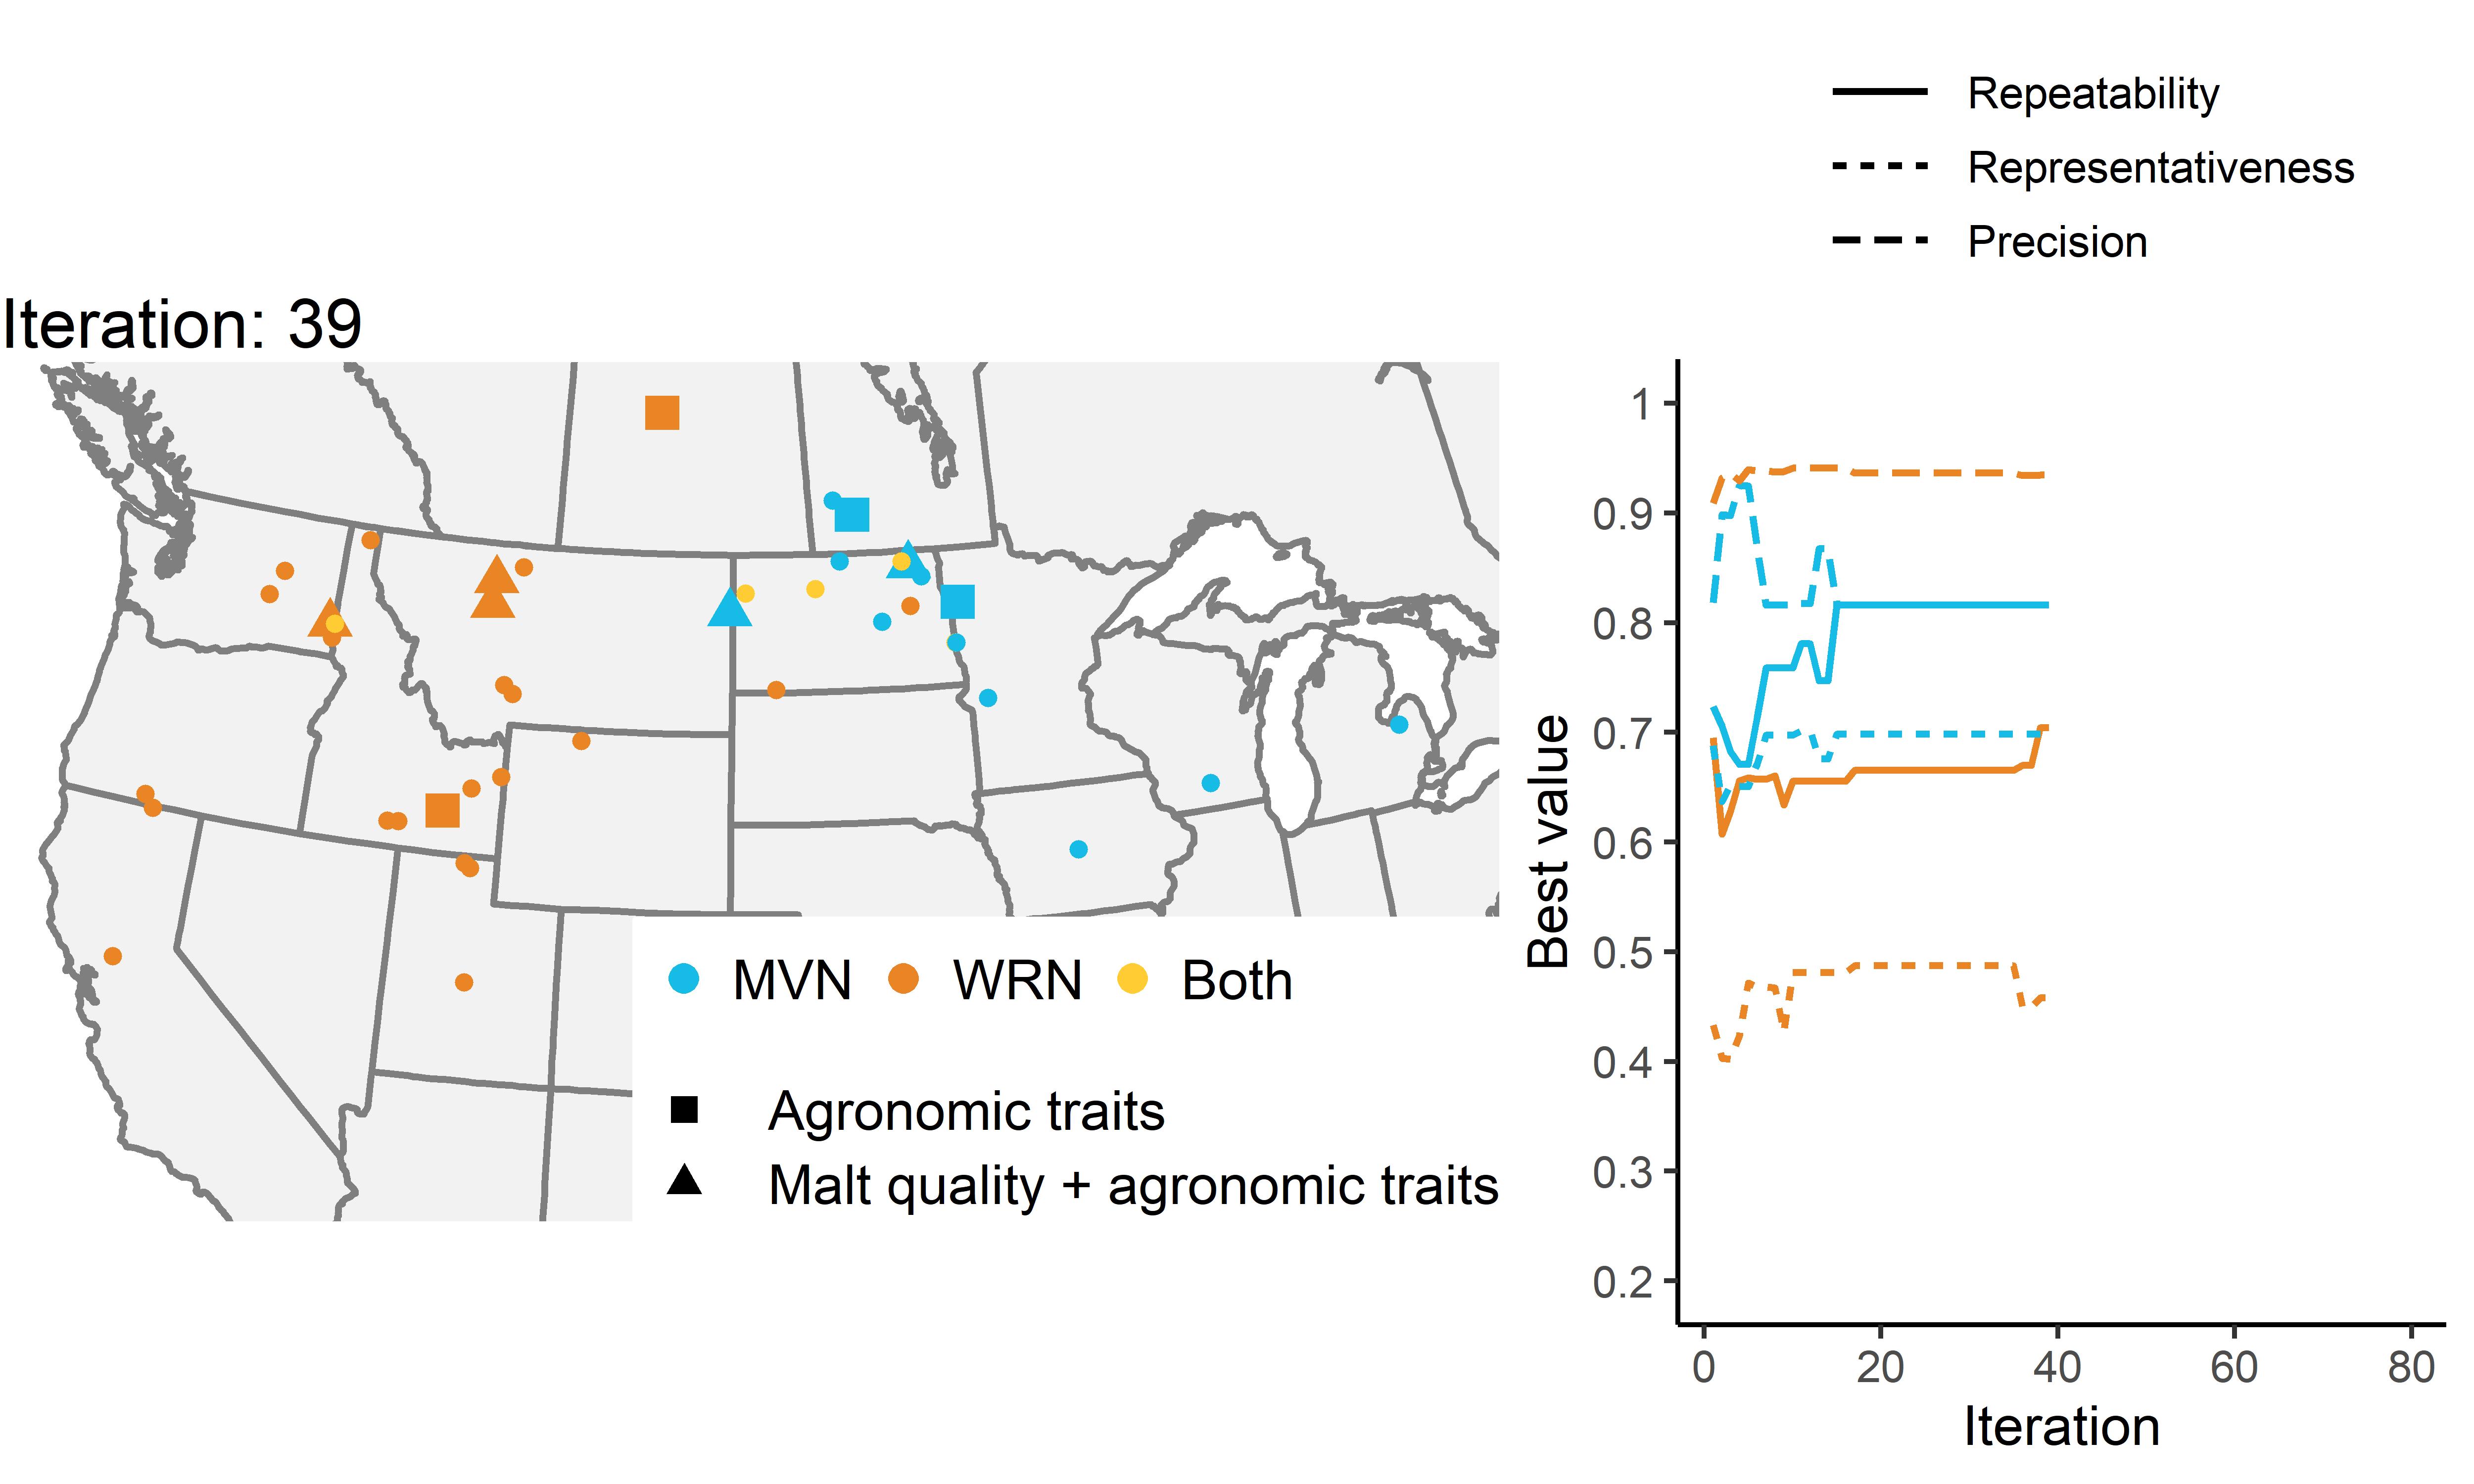 Repeatability
Representativeness
Precision
Iteration: 39
MVN WRN Both
Agronomic traits
Malt quality + agronomic traits
Best value
1
0.9
0.8
0.7
0.6
0.5
0.4
0.3
0.2
0 20 40 60 80
Iteration